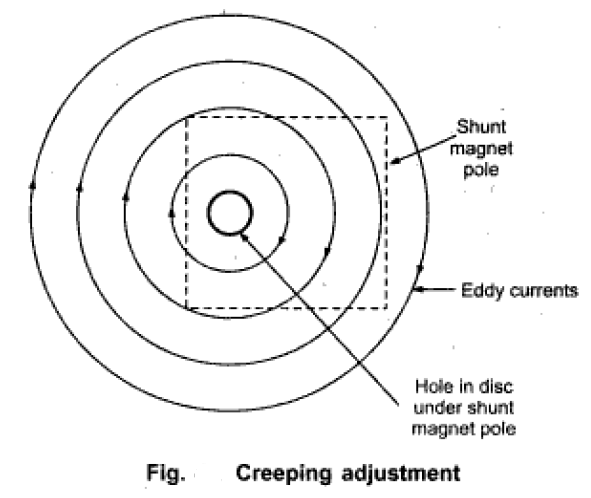 Shunt
magnet
pole
Eddy currents
Hole in disc
under shunt
magnet pole
Fig. Creeping adjustment